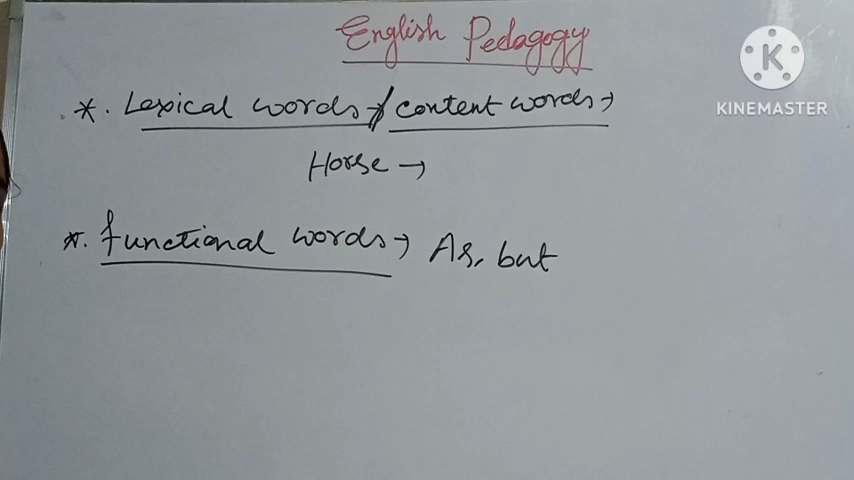 English Pedagogy
*. Lexical words → / content words →
Horse →
*. functional words → As, but
K
KINEMASTER